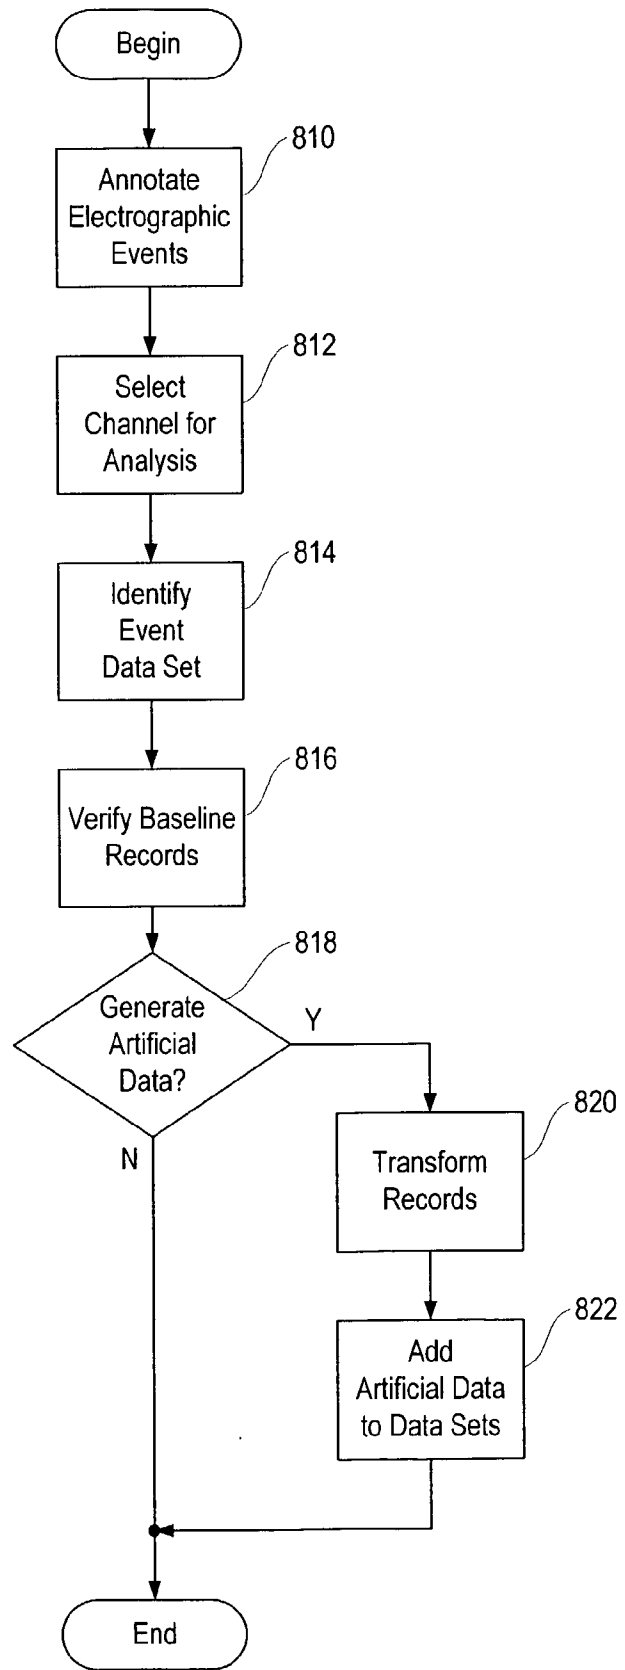 Begin
810
Annotate
Electrographic
Events
812
Select
Channel for
Analysis
814
Identify
Event
Data Set
816
Verify Baseline
Records
818
Generate
Artificial
Data?
Y
N
820
Transform
Records
822
Add
Artificial Data
to Data Sets
End